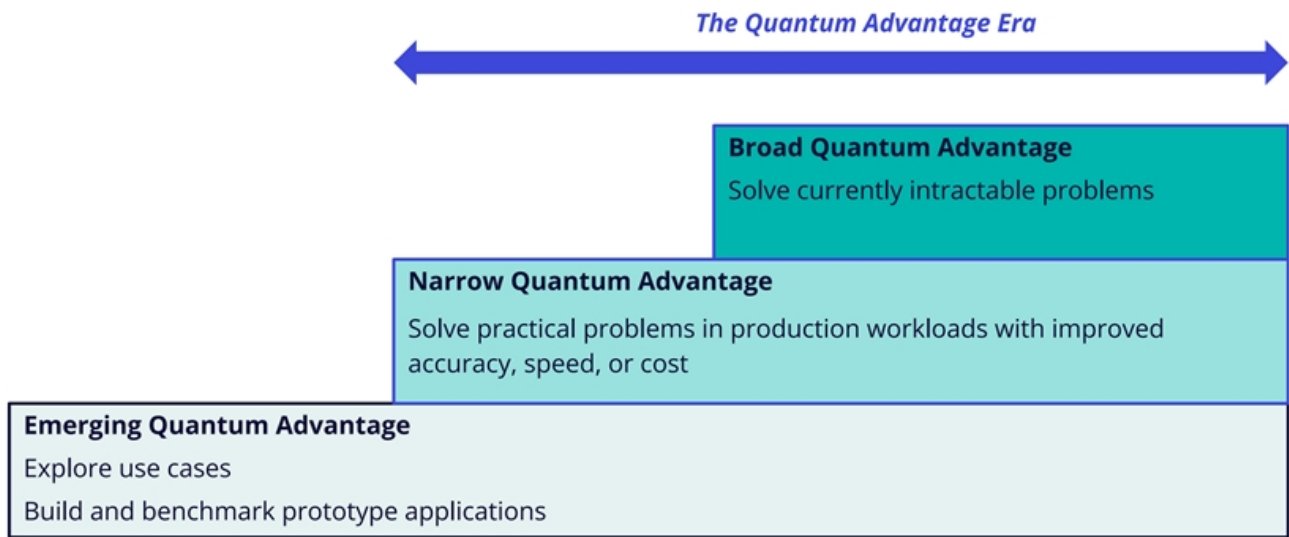 The Quantum Advantage Era
Broad Quantum Advantage
Solve currently intractable problems
Narrow Quantum Advantage
Solve practical problems in production workloads with improved
accuracy, speed, or cost
Emerging Quantum Advantage
Explore use cases
Build and benchmark prototype applications